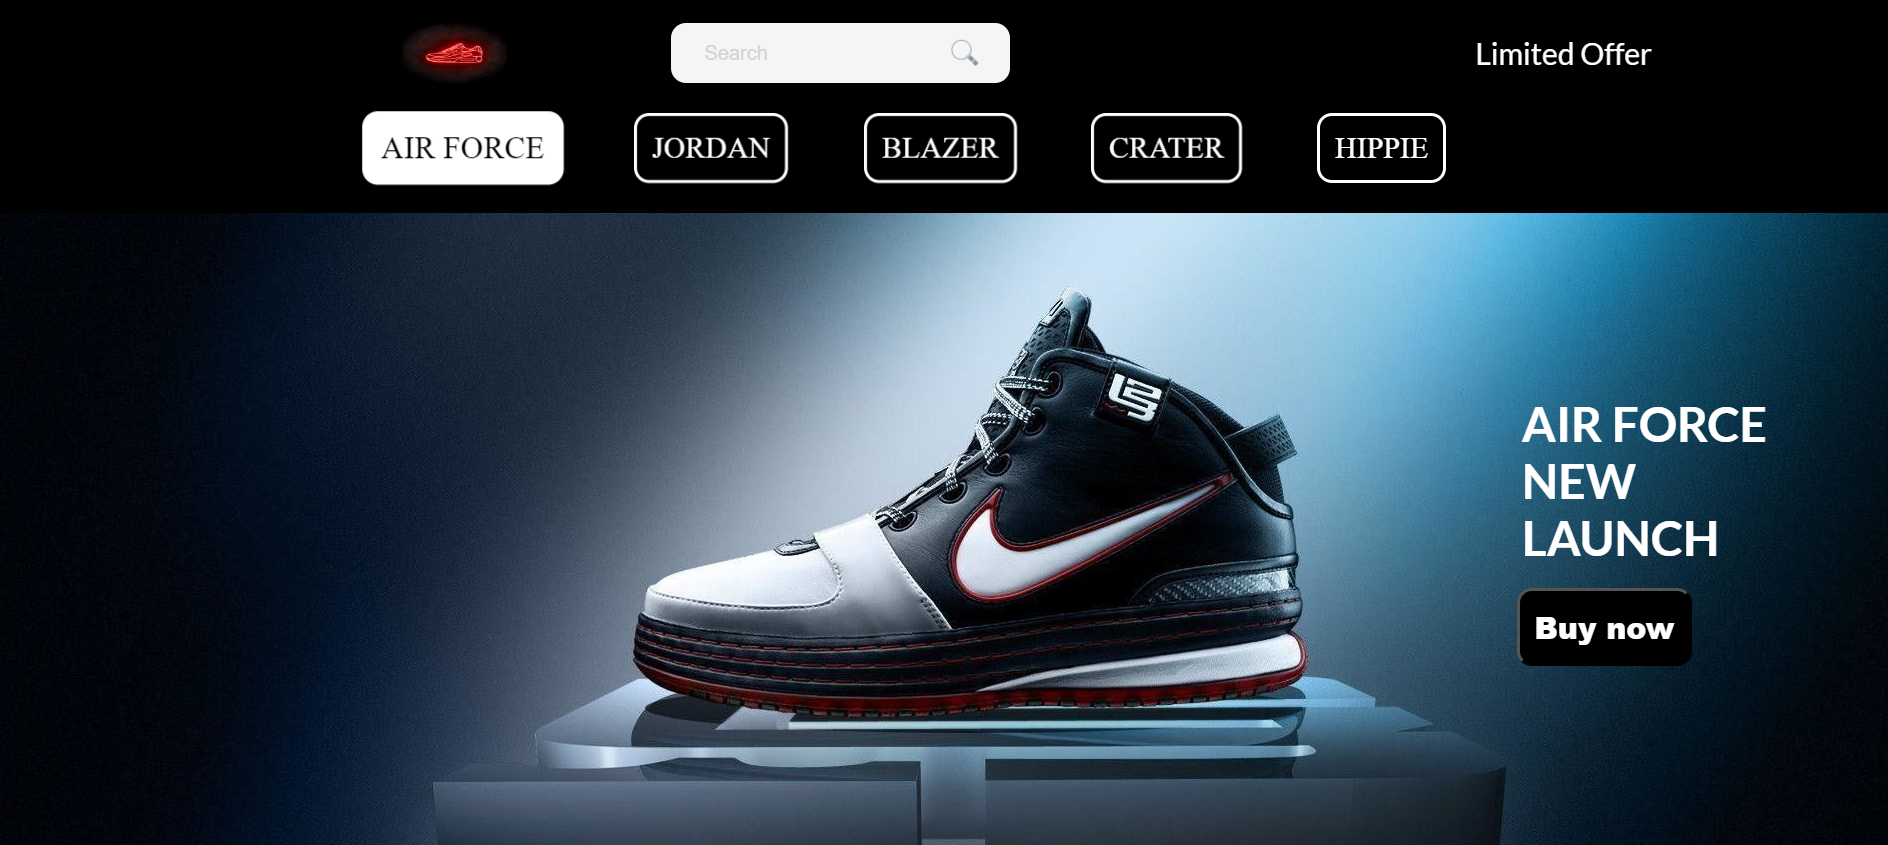 Search
Limited Offer
AIR FORCE
JORDAN
BLAZER
CRATER
HIPPIE
AIR FORCE
NEW
LAUNCH
Buy now